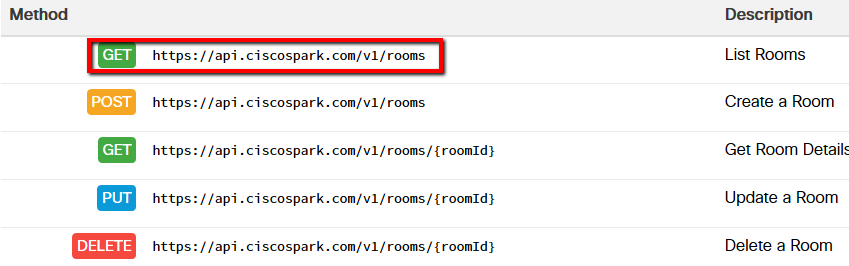 Method Description
GET https://api.ciscospark.com/v1/rooms List Rooms
POST https://api.ciscospark.com/v1/rooms Create a Room
GET https://api.ciscospark.com/v1/rooms/{roomId} Get Room Details
PUT https://api.ciscospark.com/v1/rooms/{roomId} Update a Room
DELETE https://api.ciscospark.com/v1/rooms/{roomId} Delete a Room